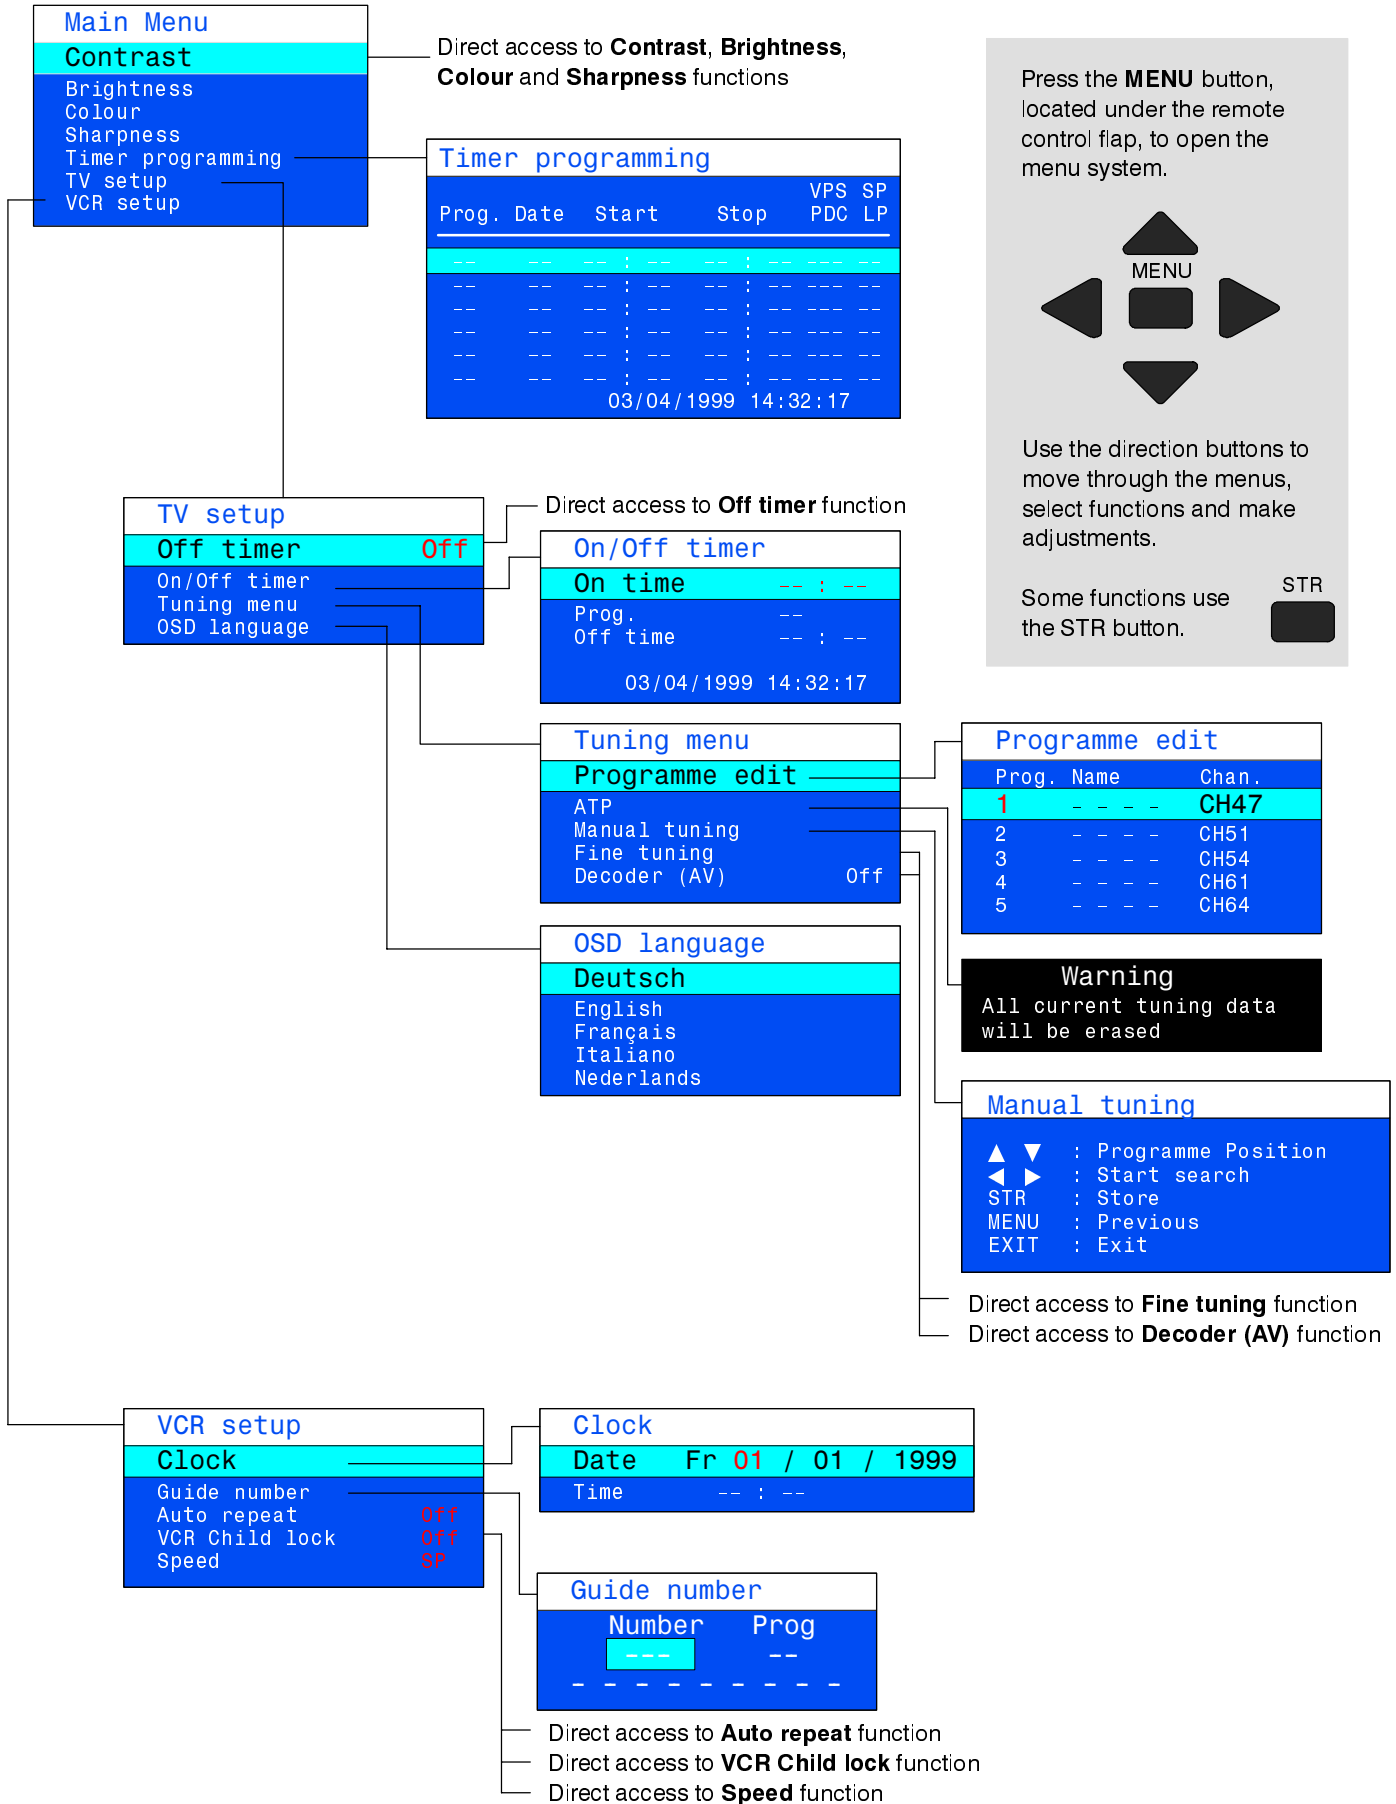 Main Menu
Contrast
Brightness
Colour
Sharpness
Timer programming
TV setup
VCR setup
Direct access to Contrast, Brightness,
Colour and Sharpness functions
Press the MENU button,
located under the remote
control flap, to open the
menu system.
MENU
Use the direction buttons to
move through the menus,
select functions and make
adjustments.
Some functions use
the STR button.
STR
Timer programming
VPS SP
Prog. Date Start Stop PDC LP
-- -- -- : -- -- : -- --- --
-- -- -- : -- -- : -- --- --
-- -- -- : -- -- : -- --- --
-- -- -- : -- -- : -- --- --
-- -- -- : -- -- : -- --- --
-- -- -- : -- -- : -- --- --
03/04/1999 14:32:17
TV setup
Off timer Off
On/Off timer
Tuning menu
OSD language
Direct access to Off timer function
On/Off timer
On time -- : --
Prog. --
Off time -- : --
03/04/1999 14:32:17
Tuning menu
Programme edit
ATP
Manual tuning
Fine tuning
Decoder (AV) Off
Programme edit
Prog. Name Chan.
1 - - - - CH47
2 - - - - CH51
3 - - - - CH54
4 - - - - CH61
5 - - - - CH64
OSD language
Deutsch
English
Français
Italiano
Nederlands
Warning
All current tuning data
will be erased
Manual tuning
▲ ▼ : Programme Position
◀ ▶ : Start search
STR : Store
MENU : Previous
EXIT : Exit
Direct access to Fine tuning function
Direct access to Decoder (AV) function
VCR setup
Clock
Guide number
Auto repeat Off
VCR Child lock Off
Speed SP
Clock
Date Fr 01 / 01 / 1999
Time -- : --
Guide number
Number Prog
--- --
- - - - - - - - -
Direct access to Auto repeat function
Direct access to VCR Child lock function
Direct access to Speed function